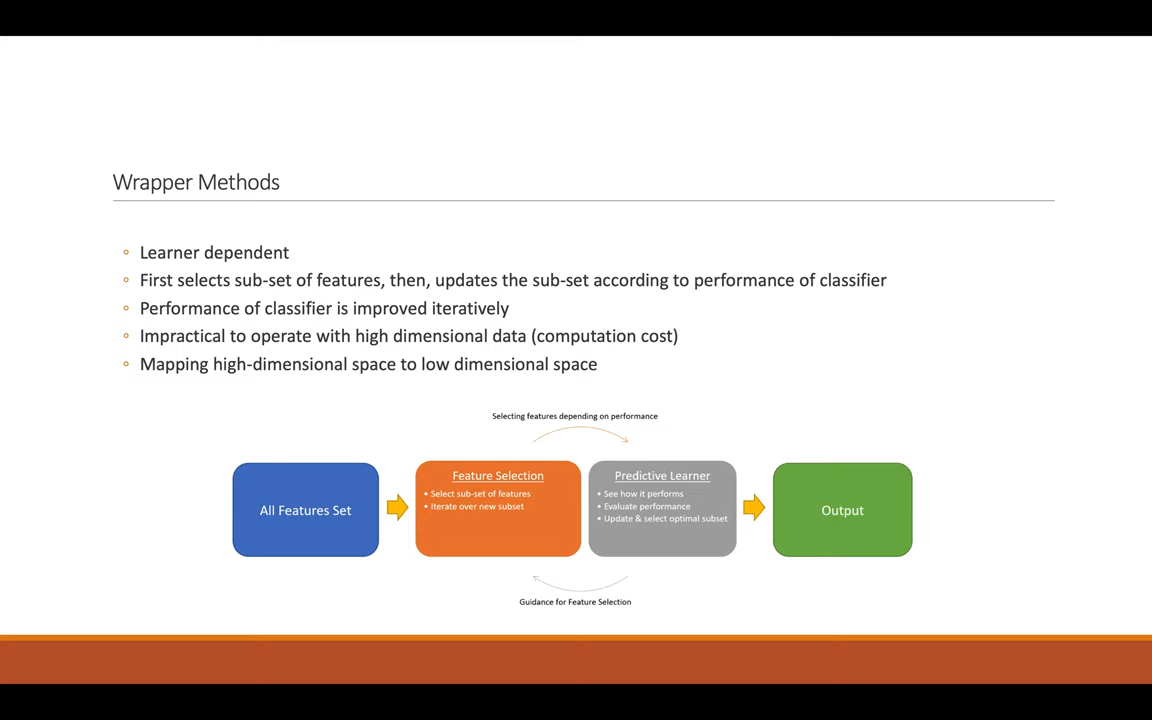 Wrapper Methods
◦ Learner dependent
◦ First selects sub-set of features, then, updates the sub-set according to performance of classifier
◦ Performance of classifier is improved iteratively
◦ Impractical to operate with high dimensional data (computation cost)
◦ Mapping high-dimensional space to low dimensional space
Selecting features depending on performance
All Features Set
Feature Selection
• Select sub-set of features
• Iterate over new subset
Predictive Learner
• See how it performs
• Evaluate performance
• Update & select optimal subset
Output
Guidance for Feature Selection